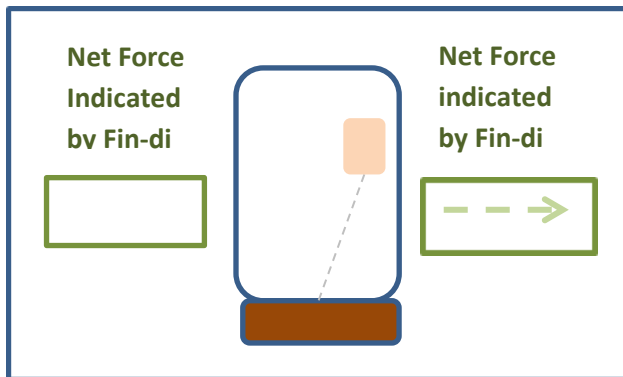 Net Force
Indicated
by Fin-di
Net Force
indicated
by Fin-di